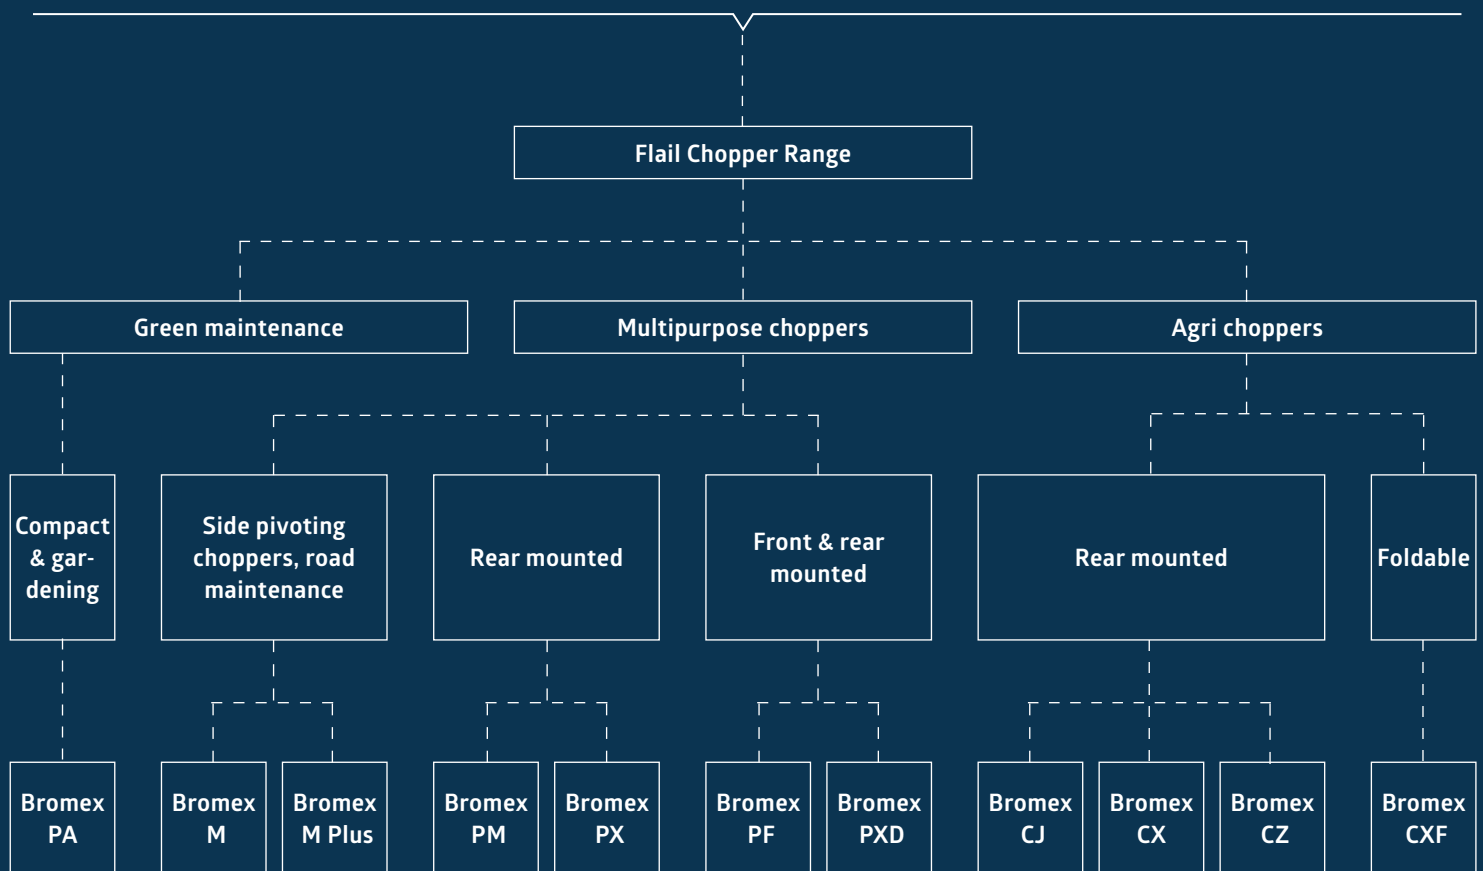 Flail Chopper Range
Green maintenance
Multipurpose choppers
Agri choppers
Compact
& gar-
dening
Side pivoting
choppers, road
maintenance
Rear mounted
Front & rear
mounted
Rear mounted
Foldable
Bromex
PA
Bromex
M
Bromex
M Plus
Bromex
PM
Bromex
PX
Bromex
PF
Bromex
PXD
Bromex
CJ
Bromex
CX
Bromex
CZ
Bromex
CXF